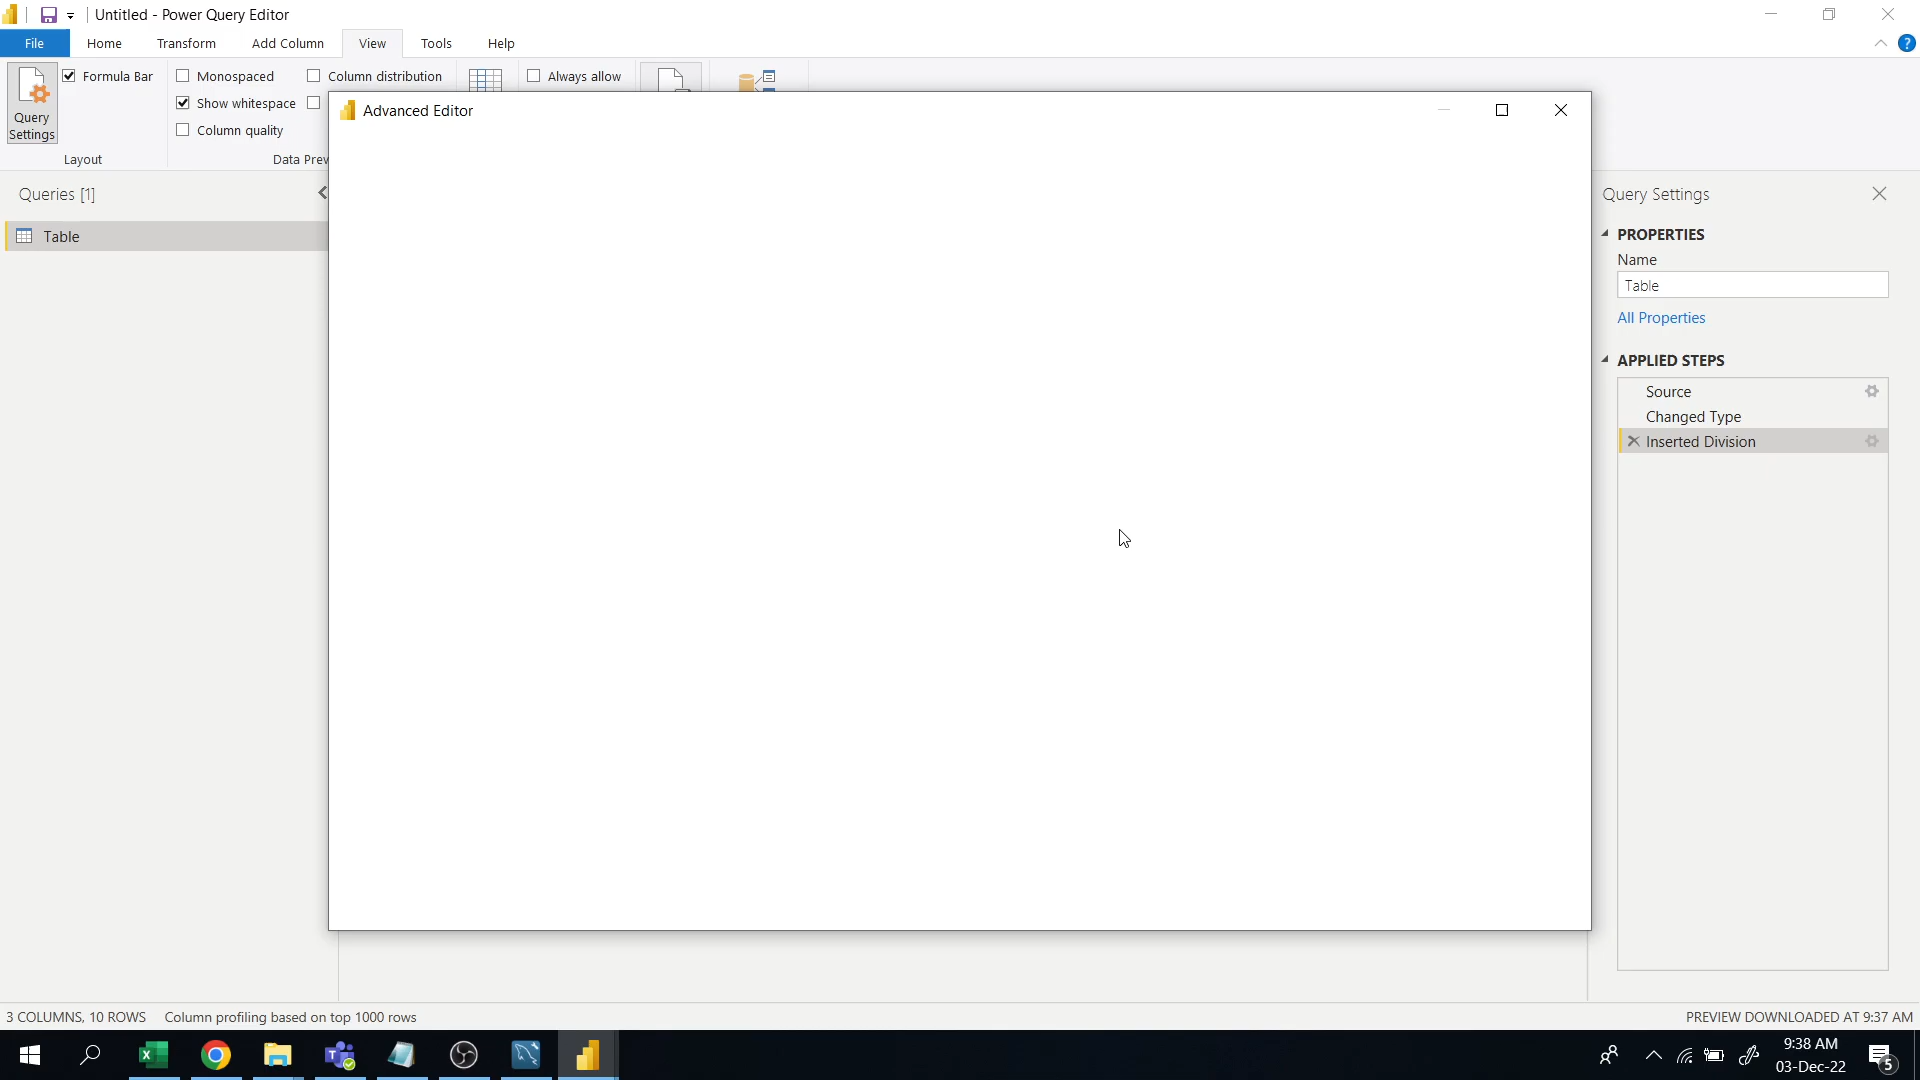 Untitled - Power Query Editor
File Home Transform Add Column View Tools Help
Query Settings
Formula Bar
Monospaced
Column distribution
Always allow
Show whitespace
Column quality
Layout
Data Prev
Advanced Editor
Queries [1]
Table
Query Settings
PROPERTIES
Name
Table
All Properties
APPLIED STEPS
Source
Changed Type
Inserted Division
3 COLUMNS, 10 ROWS Column profiling based on top 1000 rows
PREVIEW DOWNLOADED AT 9:37 AM
9:38 AM
03-Dec-22
5